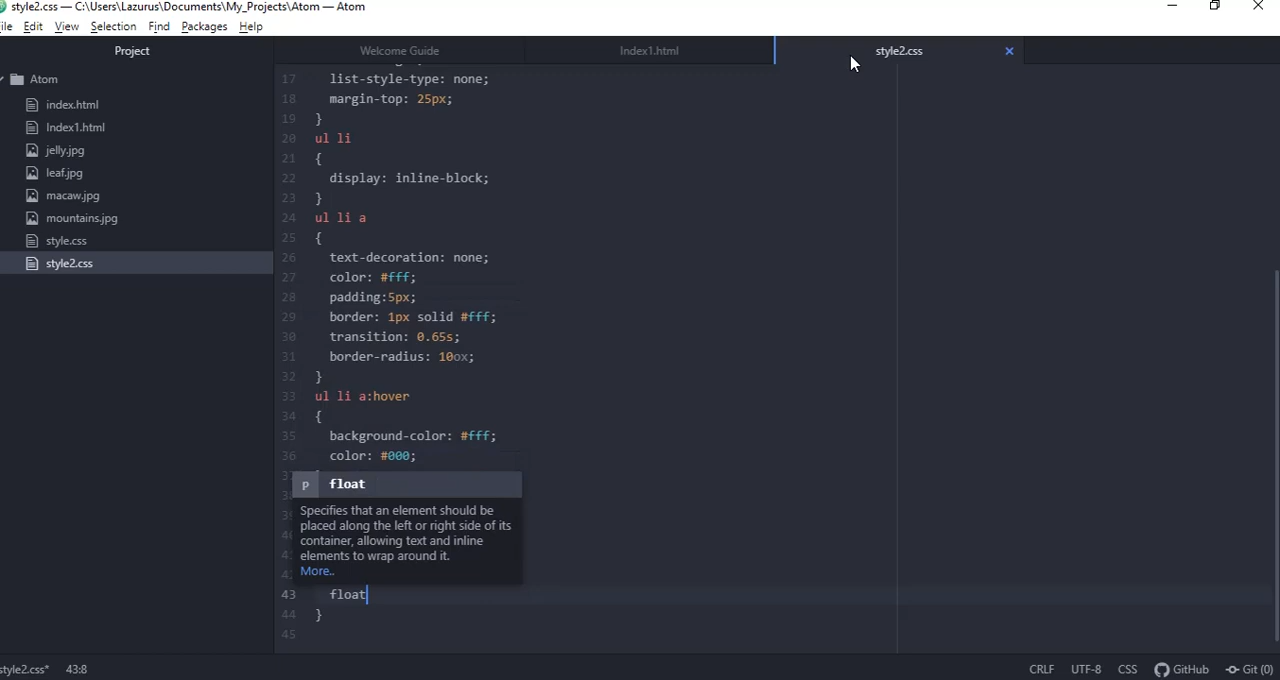 style2.css — C:\Users\Lazurus\Documents\My_Projects\Atom — Atom
ile Edit View Selection Find Packages Help
Project
Welcome Guide
Index1.html
style2.css
Atom
index.html
Index1.html
jelly.jpg
leaf.jpg
macaw.jpg
mountains.jpg
style.css
style2.css
17 list-style-type: none;
18 margin-top: 25px;
19 }
20 ul li
21 {
22 display: inline-block;
23 }
24 ul li a
25 {
26 text-decoration: none;
27 color: #fff;
28 padding:5px;
29 border: 1px solid #fff;
30 transition: 0.65s;
31 border-radius: 10ox;
32 }
33 ul li a:hover
34 {
35 background-color: #fff;
36 color: #000;
p float
Specifies that an element should be
placed along the left or right side of its
container, allowing text and inline
elements to wrap around it.
More..
43 float
44 }
45
style2.css* 43:8
CRLF UTF-8 CSS GitHub Git (0)